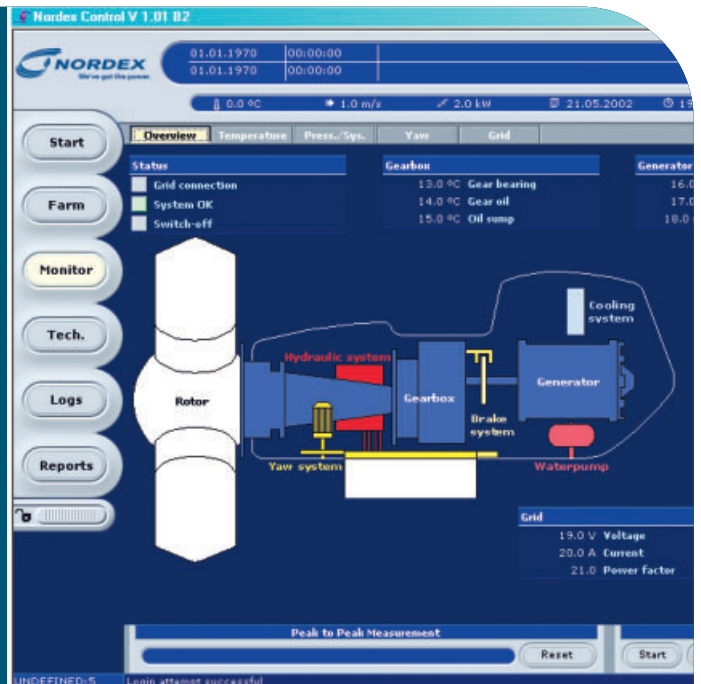 Nordex Control V 1.01 B2
NORDEX
We've got the power.
01.01.1970 00:00:00
01.01.1970 00:00:00
0.0 ºC 1.0 m/s 2.0 kW 21.05.2002 19
Start
Farm
Monitor
Tech.
Logs
Reports
Overview Temperature Press./Sys. Yaw Grid
Status
Grid connection
System OK
Switch-off
Gearbox
13.0 ºC Gear bearing
14.0 ºC Gear oil
15.0 ºC Oil sump
Generator
16.0
17.0
18.0
Cooling
system
Hydraulic system
Rotor
Gearbox
Generator
Brake
system
Yaw system
Waterpump
Grid
19.0 V Voltage
20.0 A Current
21.0 Power factor
Peak to Peak Measurement
Reset
Start
UNDEFINED-5 Login attempt successful